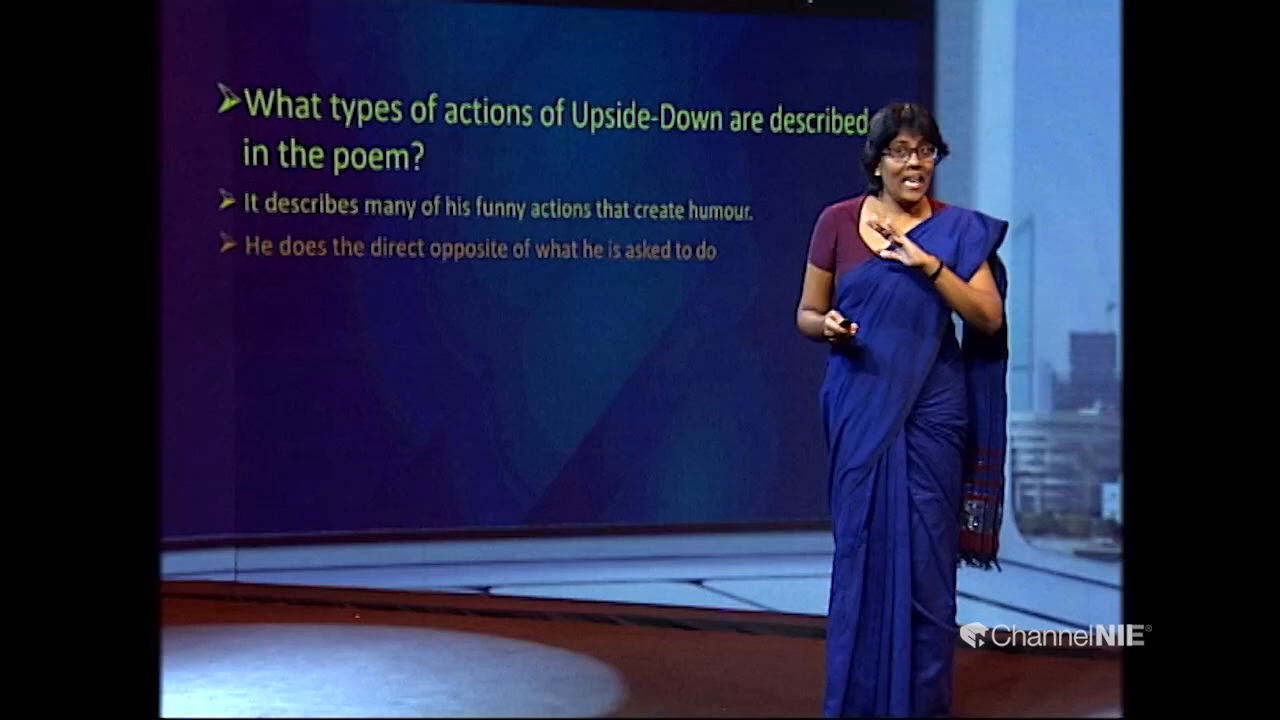 ➢What types of actions of Upside-Down are described
in the poem?
➢ It describes many of his funny actions that create humour.
➢ He does the direct opposite of what he is asked to do
ChannelNIE®